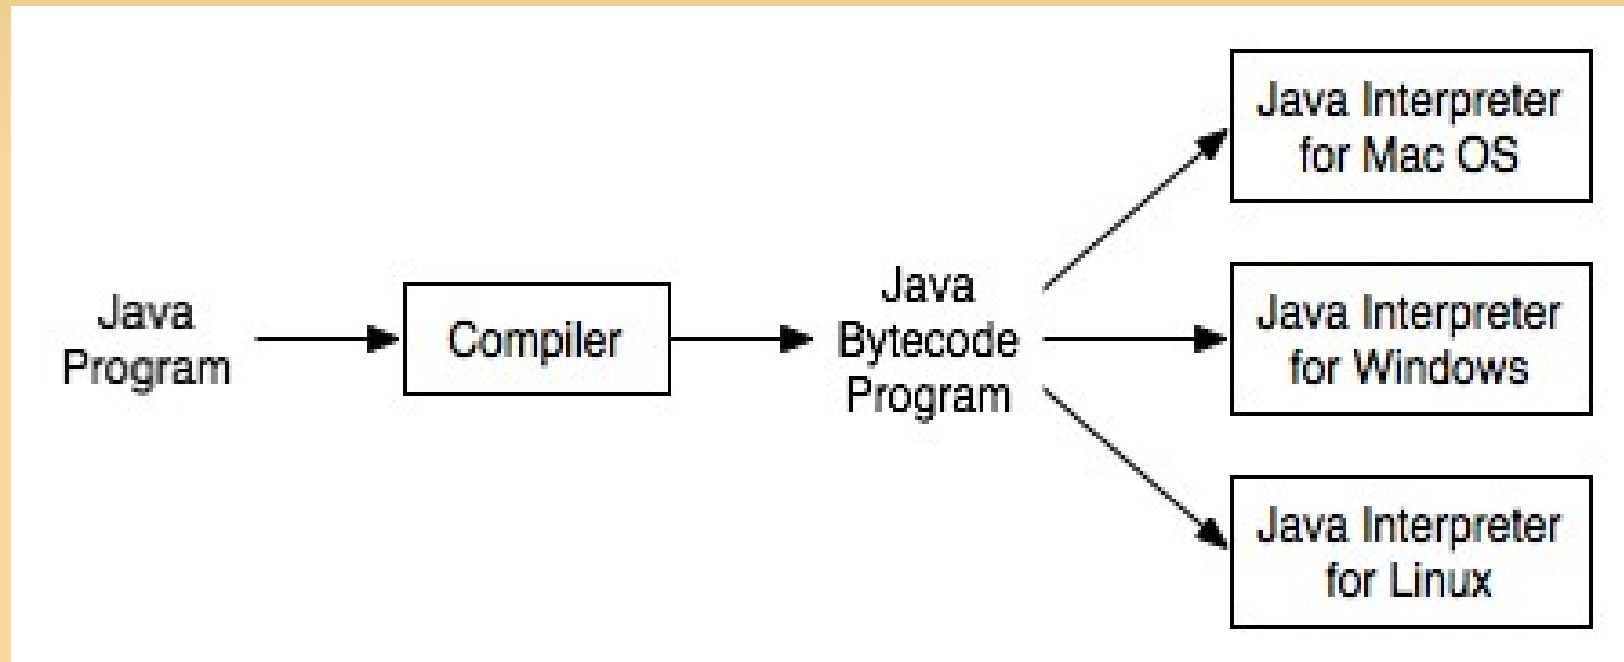 Java
Program
Compiler
Java
Bytecode
Program
Java Interpreter
for Mac OS
Java Interpreter
for Windows
Java Interpreter
for Linux